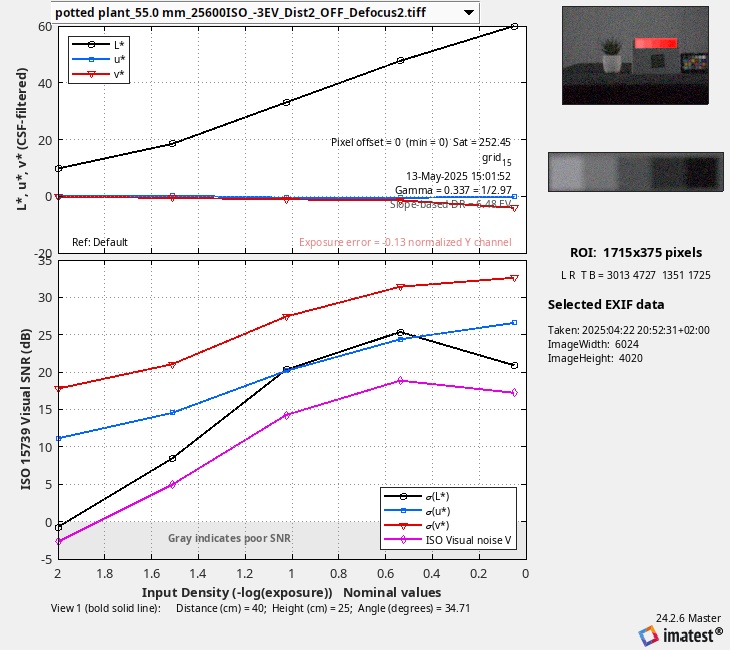 potted plant_55.0 mm_25600ISO_-3EV_Dist2_OFF_Defocus2.tiff
60
40
20
0
-20
L*, u*, v* (CSF-filtered)
L*
u*
v*
Pixel offset = 0 (min = 0) Sat = 252.45
grid15
13-May-2025 15:01:52
Gamma = 0.337 = 1/2.97
Slope-based DR = 6.48 EV
Ref: Default
Exposure error = -0.13 normalized Y channel
35
30
25
20
15
10
5
0
-5
ISO 15739 Visual SNR (dB)
Gray indicates poor SNR
σ(L*)
σ(u*)
σ(v*)
ISO Visual noise V
2 1.8 1.6 1.4 1.2 1 0.8 0.6 0.4 0.2 0
Input Density (-log(exposure)) Nominal values
View 1 (bold solid line): Distance (cm) = 40; Height (cm) = 25; Angle (degrees) = 34.71
ROI: 1715x375 pixels
L R T B = 3013 4727 1351 1725
Selected EXIF data
Taken: 2025:04:22 20:52:31+02:00
ImageWidth: 6024
ImageHeight: 4020
24.2.6 Master
imatest®